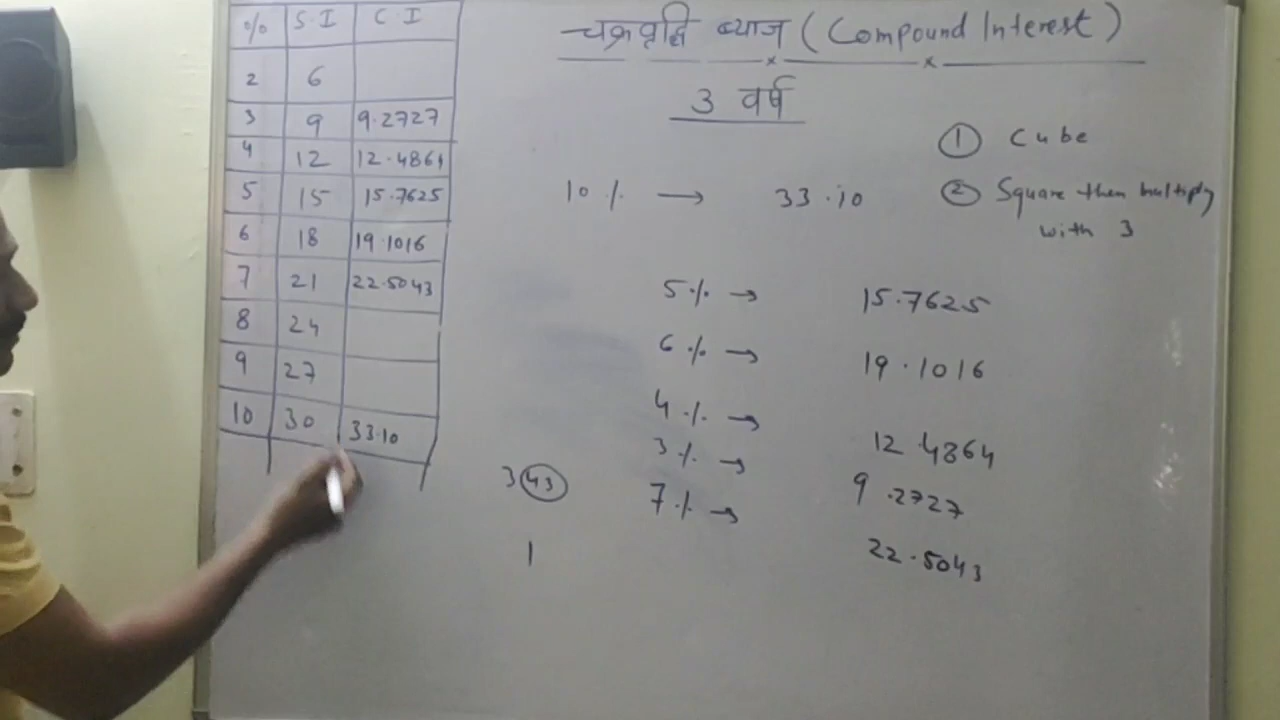 % S.I C.I
2 6
3 9 9.2727
4 12 12.4864
5 15 15.7625
6 18 19.1016
7 21 22.5043
8 24
9 27
10 30 33.10
चक्रवृद्धि ब्याज (Compound Interest)
3 वर्ष
① Cube
10% → 33.10
② Square then multiply
with 3
5% → 15.7625
6% → 19.1016
4% → 12.4864
3% → 9.2727
343
7% → 22.5043
1